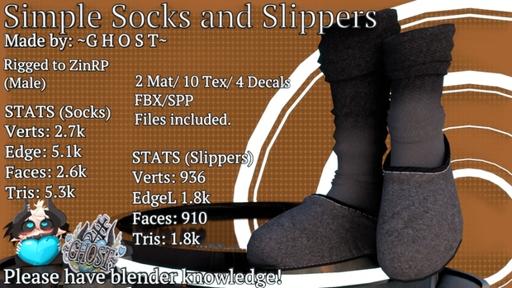 Simple Socks and Slippers
Made by: ~G H O S T~
Rigged to ZinRP
(Male)
2 Mat/ 10 Tex/ 4 Decals
FBX/SPP
Files included.
STATS (Socks)
Verts: 2.7k
Edge: 5.1k
Faces: 2.6k
Tris: 5.3k
STATS (Slippers)
Verts: 936
EdgeL 1.8k
Faces: 910
Tris: 1.8k
GHOST
Please have blender knowledge!